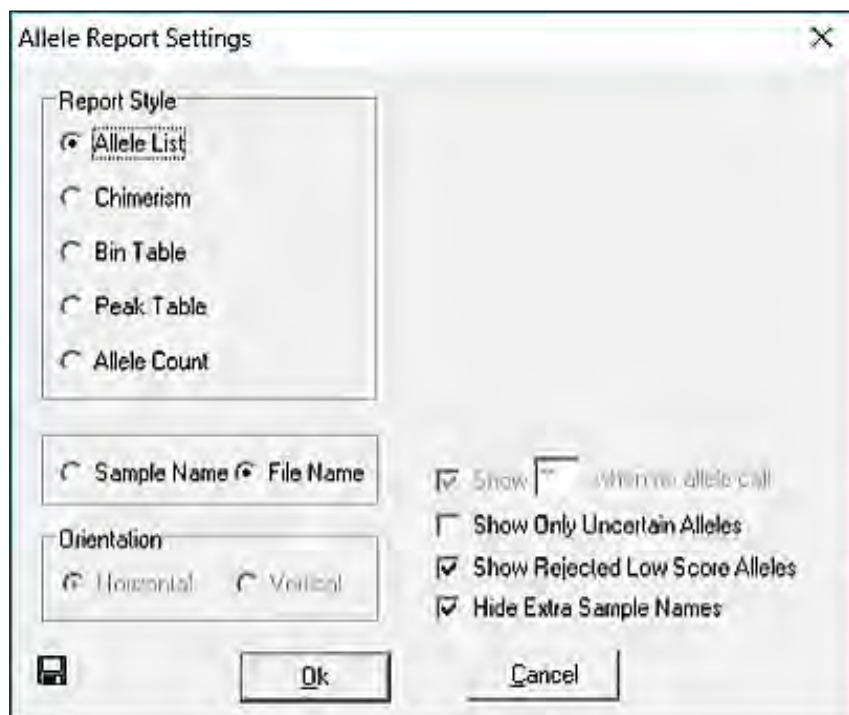 Allele Report Settings
Report Style
Allele List
Chimerism
Bin Table
Peak Table
Allele Count
Sample Name File Name
Orientation
Horizontal Vertical
Show when no allele call
Show Only Uncertain Alleles
Show Rejected Low Score Alleles
Hide Extra Sample Names
Ok
Cancel